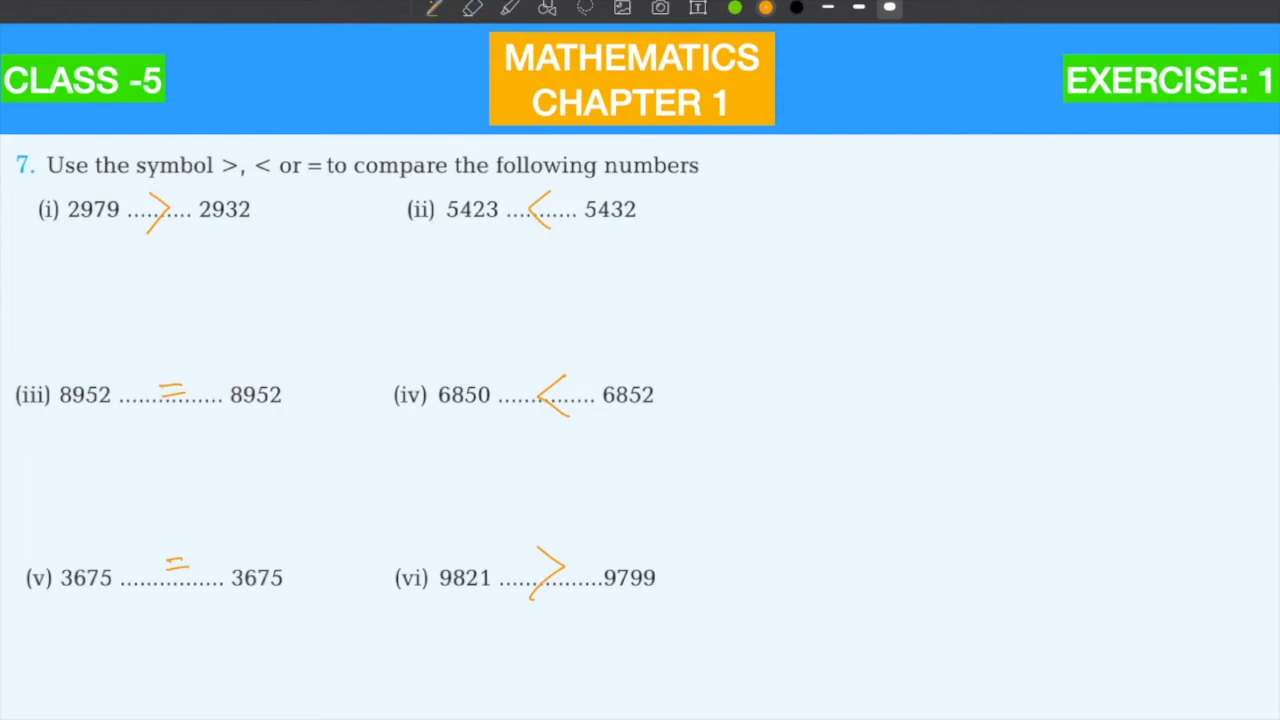 CLASS -5
MATHEMATICS
CHAPTER 1
EXERCISE: 1
7. Use the symbol >, < or = to compare the following numbers
(i) 2979 ....>.... 2932
(ii) 5423 ....<...... 5432
(iii) 8952 .......=........ 8952
(iv) 6850 ......<........ 6852
(v) 3675 .......=........ 3675
(vi) 9821 ......>.........9799